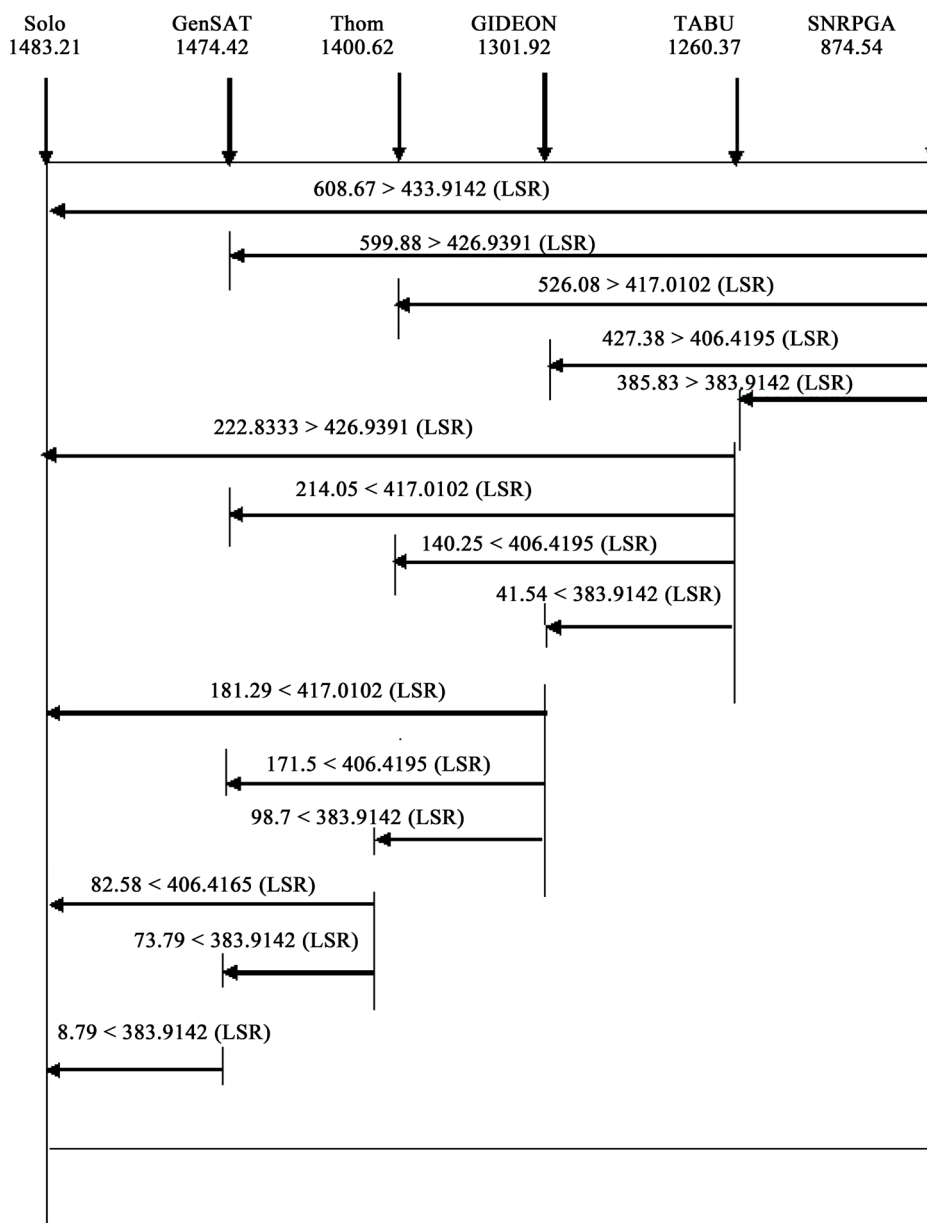 Solo GenSAT Thom GIDEON TABU SNRPGA
1483.21 1474.42 1400.62 1301.92 1260.37 874.54
608.67 > 433.9142 (LSR)
599.88 > 426.9391 (LSR)
526.08 > 417.0102 (LSR)
427.38 > 406.4195 (LSR)
385.83 > 383.9142 (LSR)
222.8333 > 426.9391 (LSR)
214.05 < 417.0102 (LSR)
140.25 < 406.4195 (LSR)
41.54 < 383.9142 (LSR)
181.29 < 417.0102 (LSR)
171.5 < 406.4195 (LSR)
98.7 < 383.9142 (LSR)
82.58 < 406.4165 (LSR)
73.79 < 383.9142 (LSR)
8.79 < 383.9142 (LSR)